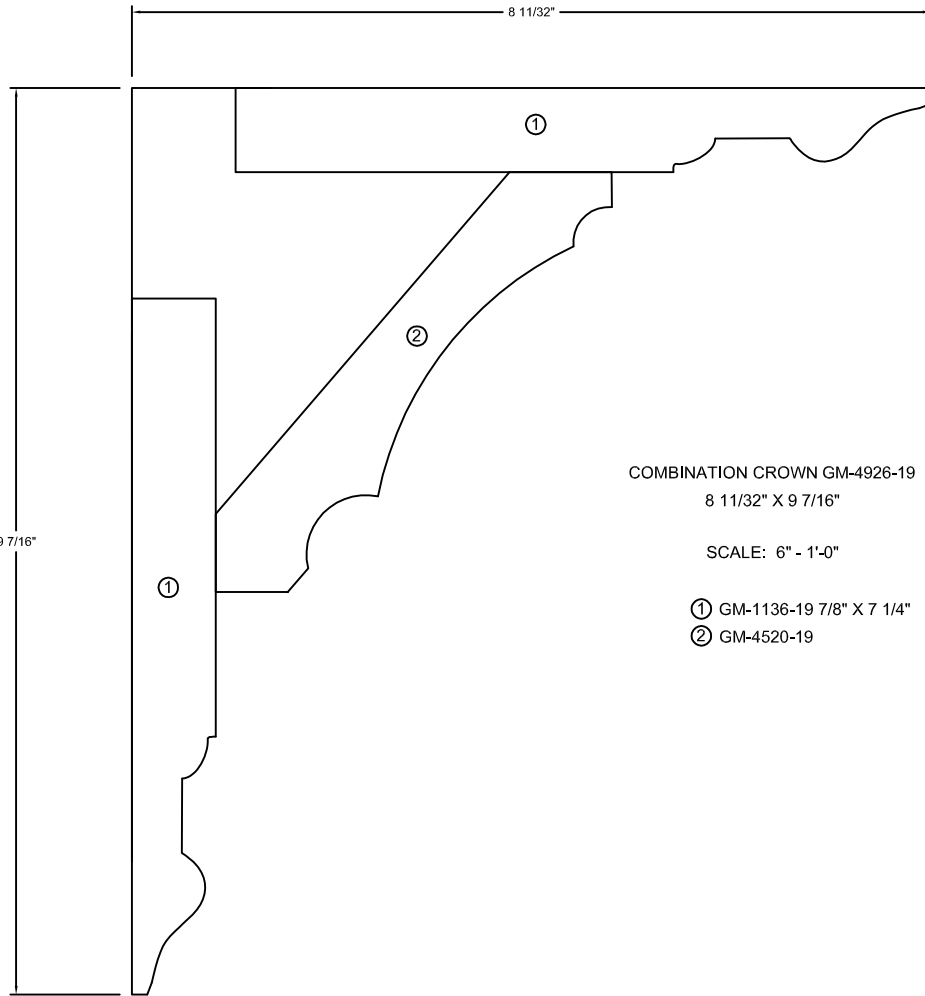 8 11/32"
①
②
9 7/16"
①
COMBINATION CROWN GM-4926-19
8 11/32" X 9 7/16"
SCALE: 6" - 1'-0"
① GM-1136-19 7/8" X 7 1/4"
② GM-4520-19